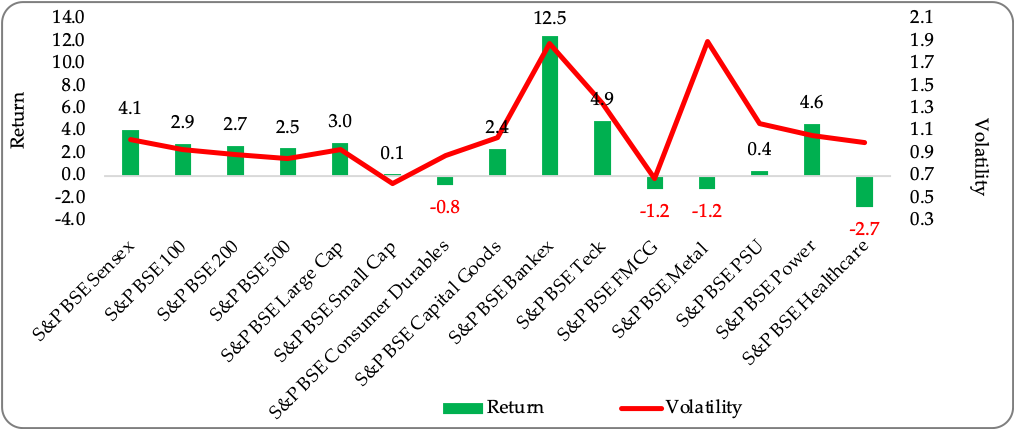 14.0
12.0
10.0
8.0
6.0
4.0
2.0
0.0
-2.0
-4.0
Return
4.1
2.9
2.7
2.5
3.0
0.1
-0.8
2.4
12.5
4.9
-1.2
-1.2
0.4
4.6
-2.7
2.1
1.9
1.7
1.5
1.3
1.1
0.9
0.7
0.5
0.3
Volatility
S&P BSE Sensex
S&P BSE 100
S&P BSE 200
S&P BSE 500
S&P BSE Large Cap
S&P BSE Small Cap
S&P BSE Consumer Durables
S&P BSE Capital Goods
S&P BSE Bankex
S&P BSE Teck
S&P BSE FMCG
S&P BSE Metal
S&P BSE PSU
S&P BSE Power
S&P BSE Healthcare
Return
Volatility